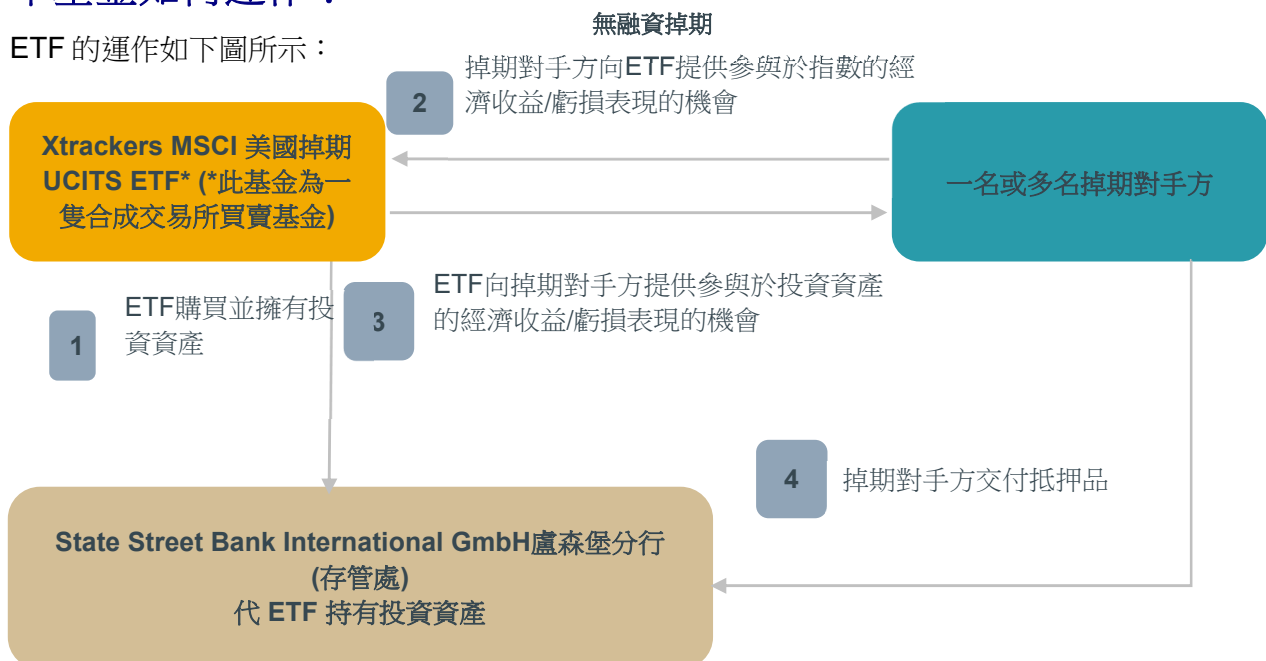 本基金如何運作？
ETF 的運作如下圖所示：
無融資掉期
2
掉期對手方向ETF提供參與於指數的經
濟收益/虧損表現的機會
Xtrackers MSCI 美國掉期
UCITS ETF* (*此基金為一
隻合成交易所買賣基金)
一名或多名掉期對手方
1
ETF購買並擁有投
資資產
3
ETF向掉期對手方提供參與於投資資產
的經濟收益/虧損表現的機會
4
掉期對手方交付抵押品
State Street Bank International GmbH盧森堡分行
(存管處)
代 ETF 持有投資資產